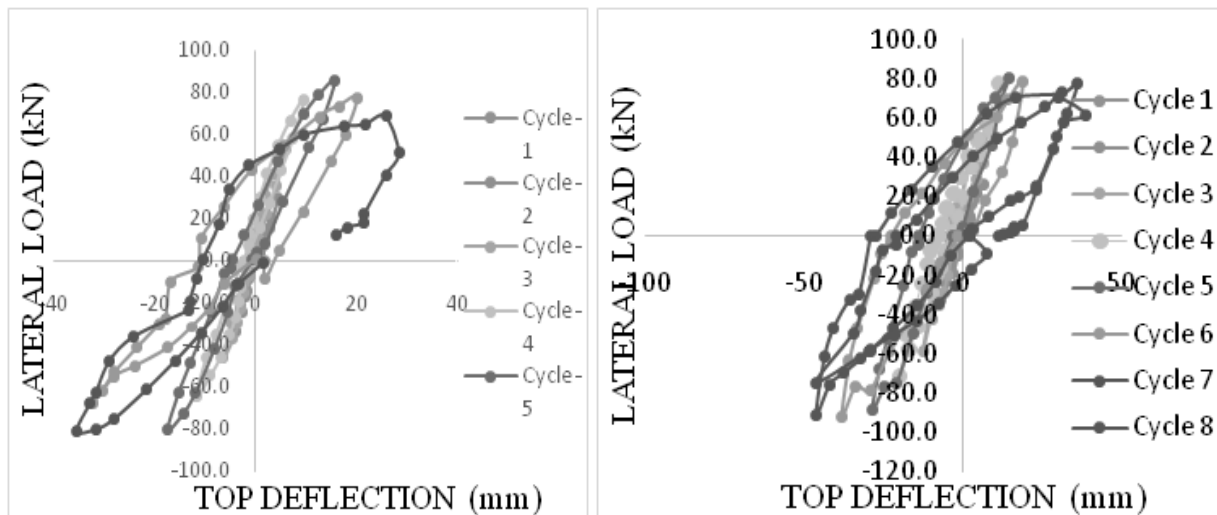 LATERAL LOAD (kN)
100.0
80.0
60.0
40.0
20.0
0.0
-60.0
-80.0
-100.0
40
-20
0
20
40
TOP DEFLECTION (mm)
Cycle-
1
Cycle-
2
Cycle-
3
Cycle-
4
Cycle-
5
LATERAL LOAD (kN)
100.0
80.0
60.0
40.0
20.0
0.0
-20.0
-40.0
-60.0
-80.0
-100.0
-120.0
100
-50
0
50
TOP DEFLECTION (mm)
Cycle 1
Cycle 2
Cycle 3
Cycle 4
Cycle 5
Cycle 6
Cycle 7
Cycle 8